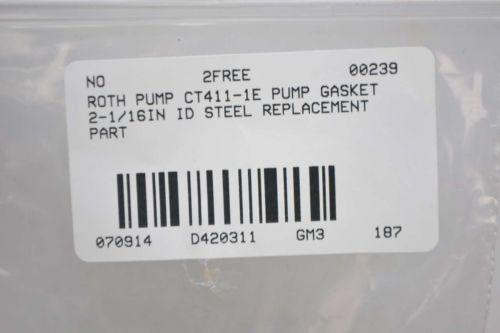 NO 2FREE 00239
ROTH PUMP CT411-1E PUMP GASKET
2-1/16IN ID STEEL REPLACEMENT
PART
070914 D420311 GM3 187